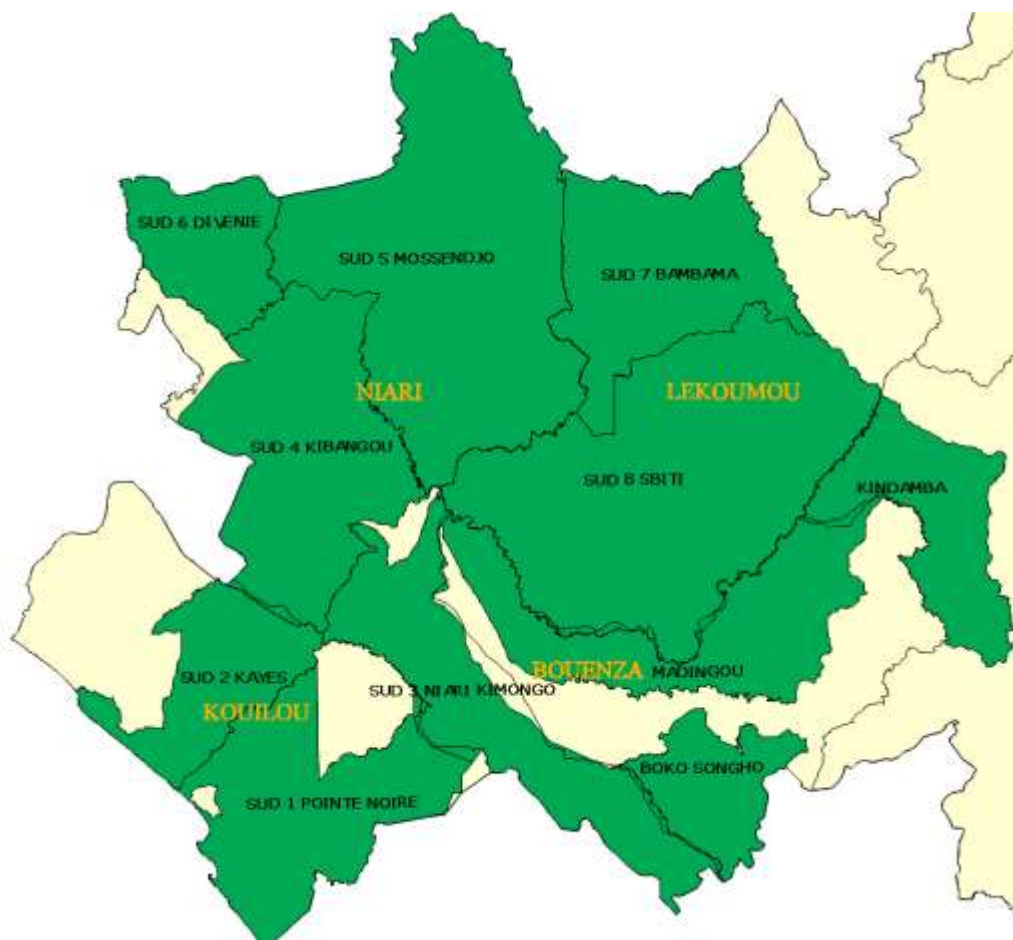 SUD 6 DIVENIE
SUD 5 MOSSENDJO
SUD 7 BAMBAMA
NIARI
LEKOUMOU
SUD 4 KIBANGOU
SUD 8 SBITI
KINDAMBA
BOUENZA
MADINGOU
SUD 2 KAYES
SUD 3 NIARI KIMONGO
KOUILOU
BOKO SONGHO
SUD 1 POINTE NOIRE